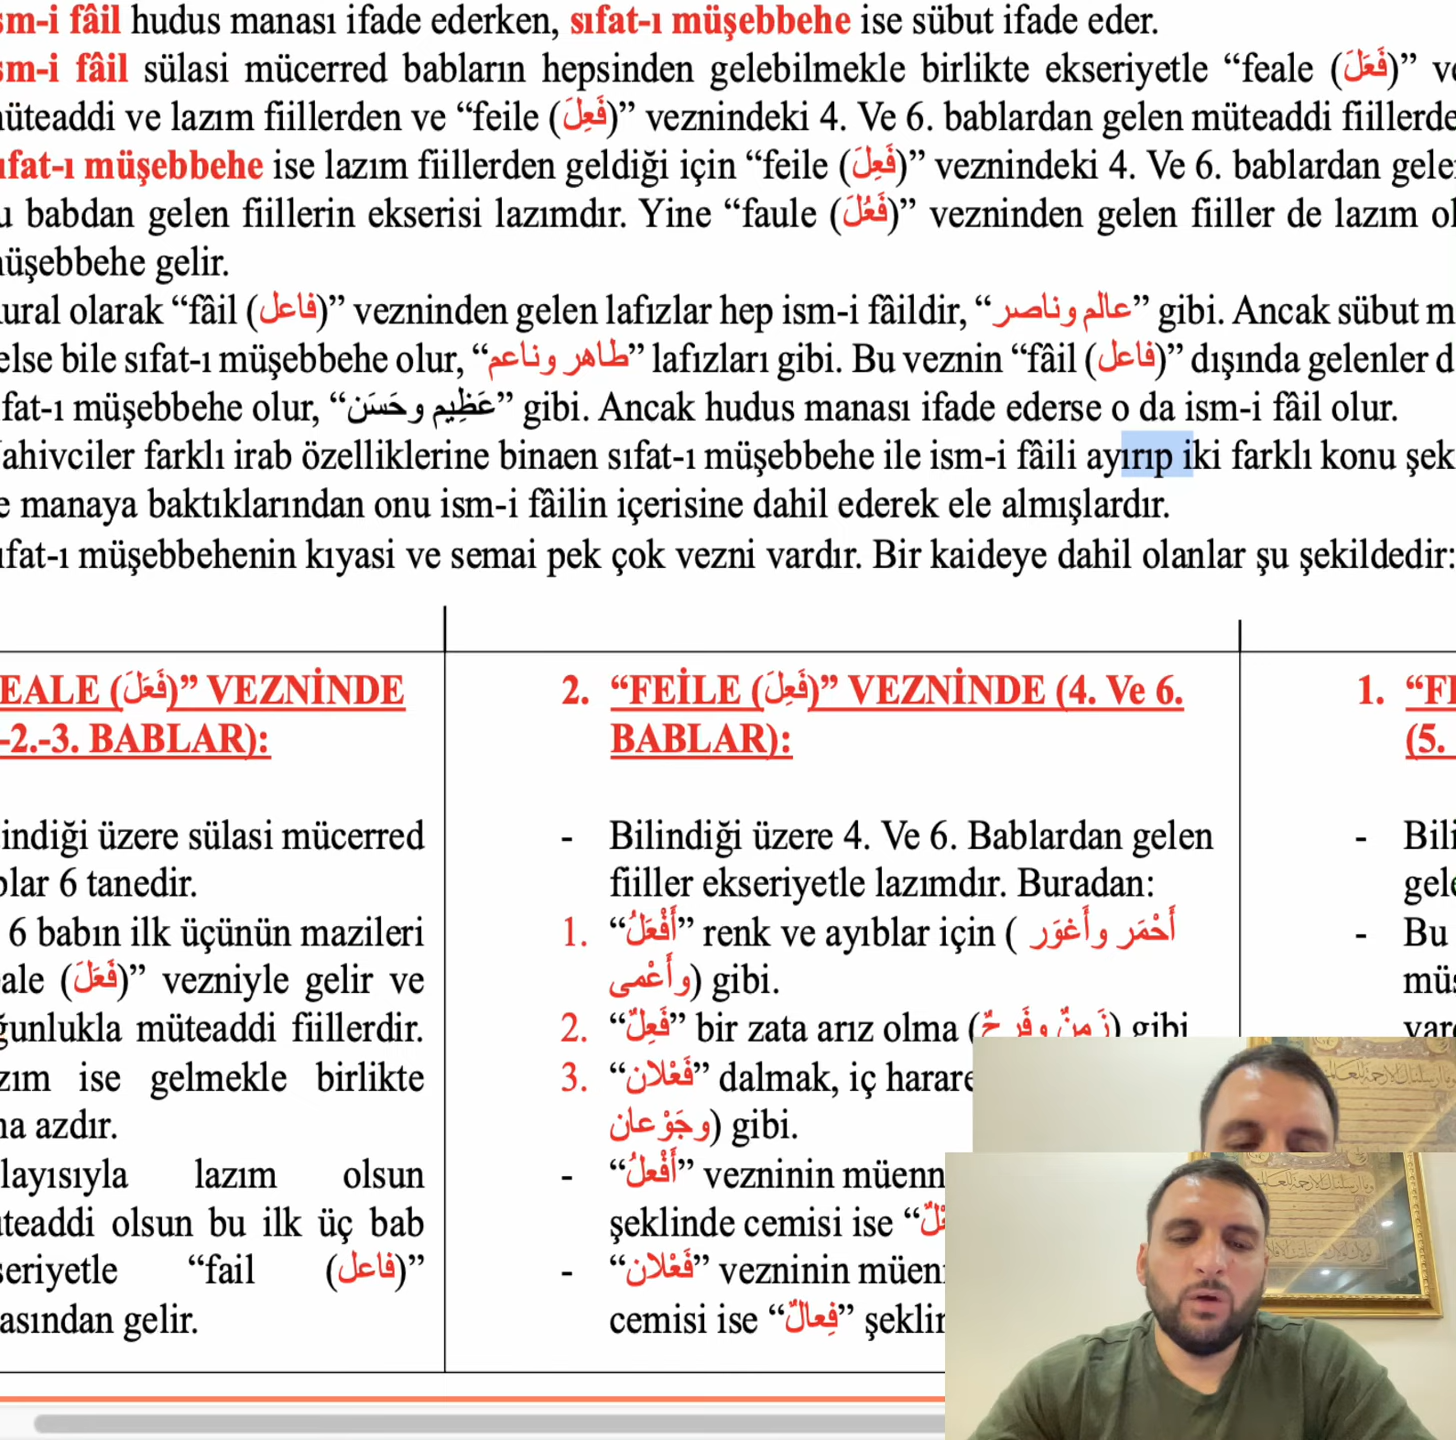 sm-i fâil hudus manası ifade ederken, sıfat-ı müşebbehe ise sübut ifade eder.
sm-i fâil sülasi mücerred babların hepsinden gelebilmekle birlikte ekseriyetle “feale (فَعَلَ)” ve
müteaddi ve lazım fiillerden ve “feile (فَعِلَ)” veznindeki 4. Ve 6. bablardan gelen müteaddi fiillerde
ıfat-ı müşebbehe ise lazım fiillerden geldiği için “feile (فَعِلَ)” veznindeki 4. Ve 6. bablardan gele
u babdan gelen fiillerin ekserisi lazımdır. Yine “faule (فَعُلَ)” vezninden gelen fiiller de lazım ol
müşebbehe gelir.
ural olarak “fâil (فاعل)” vezninden gelen lafızlar hep ism-i fâildir, “عالم وناصر” gibi. Ancak sübut m
else bile sıfat-ı müşebbehe olur, “طاهر وناعم” lafızları gibi. Bu veznin “fâil (فاعل)” dışında gelenler d
fat-ı müşebbehe olur, “عَظِيم وحَسَن” gibi. Ancak hudus manası ifade ederse o da ism-i fâil olur.
ahivciler farklı irab özelliklerine binaen sıfat-ı müşebbehe ile ism-i fâili ayırıp iki farklı konu şek
e manaya baktıklarından onu ism-i fâilin içerisine dahil ederek ele almışlardır.
ıfat-ı müşebbehenin kıyasi ve semai pek çok vezni vardır. Bir kaideye dahil olanlar şu şekildedir:
EALE (فَعَلَ)” VEZNİNDE
-2.-3. BABLAR):
indiği üzere sülasi mücerred
blar 6 tanedir.
6 babın ilk üçünün mazileri
ale (فَعَلَ)” vezniyle gelir ve
ğunlukla müteaddi fiillerdir.
zım ise gelmekle birlikte
na azdır.
layısıyla lazım olsun
üteaddi olsun bu ilk üç bab
seriyetle “fail (فاعل)”
asından gelir.
2. “FEİLE (فَعِلَ)” VEZNİNDE (4. Ve 6.
BABLAR):
- Bilindiği üzere 4. Ve 6. Bablardan gelen
fiiller ekseriyetle lazımdır. Buradan:
1. “أَفْعَلُ” renk ve ayıblar için ( أَحْمَر وأَعْوَر
وأَعْمى) gibi.
2. “فَعِلٌ” bir zata arız olma (زَمِنٌ وفَرِحٌ) gibi
3. “فَعْلان” dalmak, iç harare
وجَوْعان) gibi.
- “أَفْعلُ” vezninin müenn
şeklinde cemisi ise “
- “فَعْلان” vezninin müen
cemisi ise “فِعالٌ” şeklin
1. “FE
(5.
- Bili
gele
- Bu
müş
vard